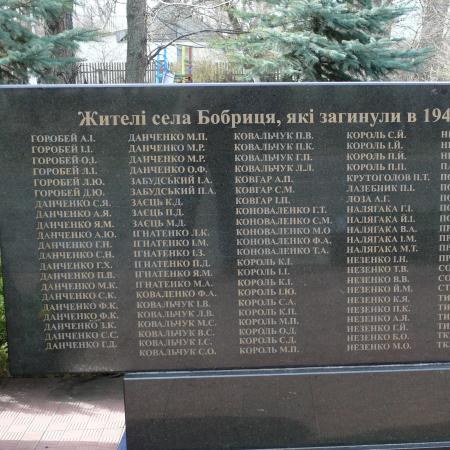 Жителі села Бобриця, які загинули в 194
ГОРОБЕЙ А.І.
ГОРОБЕЙ І.І.
ГОРОБЕЙ О.І.
ГОРОБЕЙ Л.І.
ГОРОБЕЙ Л.Ю.
ГОРОБЕЙ Д.Ю.
ДАНЧЕНКО С.Я.
ДАНЧЕНКО А.Я.
ДАНЧЕНКО Я.М.
ДАНЧЕНКО А.Ю.
ДАНЧЕНКО Г.Н.
ДАНЧЕНКО С.Н.
ДАНЧЕНКО Г.Х.
ДАНЧЕНКО П.П.
ДАНЧЕНКО М.К.
ДАНЧЕНКО С.К.
ДАНЧЕНКО Ф.К.
ДАНЧЕНКО Ф.К.
ДАНЧЕНКО З.К.
ДАНЧЕНКО С.С.
ДАНЧЕНКО Г.Д.
ДАНЧЕНКО М.П.
ДАНЧЕНКО М.Р.
ДАНЧЕНКО М.Р.
ДАНЧЕНКО О.Ф.
ЗАБУДСЬКИЙ І.А.
ЗАБУДСЬКИЙ П.А.
ЗАЄЦЬ К.Д.
ЗАЄЦЬ П.Д.
ЗАЄЦЬ М.Д.
ІГНАТЕНКО Л.К.
ІГНАТЕНКО І.М.
ІГНАТЕНКО І.З.
ІГНАТЕНКО П.Д.
ІГНАТЕНКО Я.М.
ІГНАТЕНКО М.А.
КОВАЛЕНКО Ф.А.
КОВАЛЬЧУК І.В.
КОВАЛЬЧУК Л.В.
КОВАЛЬЧУК М.С.
КОВАЛЬЧУК В.С.
КОВАЛЬЧУК І.С.
КОВАЛЬЧУК С.О.
КОВАЛЬЧУК П.В.
КОВАЛЬЧУК П.К.
КОВАЛЬЧУК Г.П.
КОВАЛЬЧУК П.Л.
КОВГАР А.П.
КОВГАР С.М.
КОВГАР І.П.
КОНОВАЛЕНКО Г.Т.
КОНОВАЛЕНКО С.М.
КОНОВАЛЕНКО М.О
КОНОВАЛЕНКО Ф.А.
КОНОВАЛЕНКО Т.А.
КОРОЛЬ К.І.
КОРОЛЬ І.І.
КОРОЛЬ К.І.
КОРОЛЬ І.Ю.
КОРОЛЬ С.А.
КОРОЛЬ К.П.
КОРОЛЬ М.П.
КОРОЛЬ О.Д.
КОРОЛЬ С.Д.
КОРОЛЬ М.П.
КОРОЛЬ С.Й.
КОРОЛЬ І.Й.
КОРОЛЬ Й.І.
КОРОЛЬ П.І.
КРУТОГОЛОВ П.Т.
ЛАЗЕБНИК П.І.
ЛОЗА А.Г.
НАЛЯГАКА Г.І.
НАЛЯГАКА Й.І.
НАЛЯГАКА В.А.
НАЛЯГАКА І.М.
НАЛЯГАКА М.Т.
НЕЗЕНКО І.Н.
НЕЗЕНКО Т.В.
НЕЗЕНКО В.В.
НЕЗЕНКО Й.М.
НЕЗЕНКО К.Я.
НЕЗЕНКО П.К.
НЕЗЕНКО А.Я.
НЕЗЕНКО Г.Й.
НЕЗЕНКО Б.О.
НЕЗЕНКО М.О.